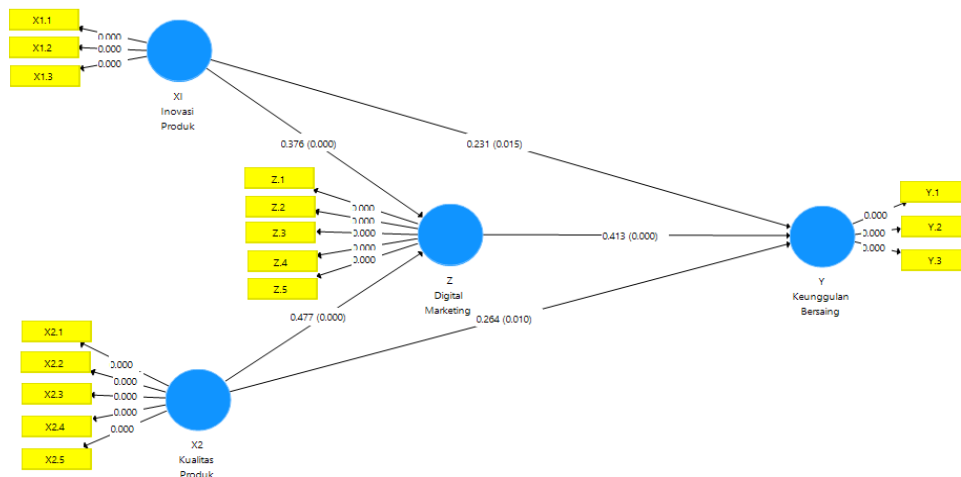 X1.1
X1.2
X1.3
0.000
0.000
0.000
XI
Inovasi
Produk
0.376 (0.000)
0.231 (0.015)
Z.1
Z.2
Z.3
Z.4
Z.5
0.000
0.000
0.000
0.000
0.000
Z
Digital
Marketing
0.413 (0.000)
Y.1
Y.2
Y.3
0.000
0.000
0.000
Y
Keunggulan
Bersaing
0.477 (0.000)
0.264 (0.010)
X2.1
X2.2
X2.3
X2.4
X2.5
0.000
0.000
0.000
0.000
0.000
X2
Kualitas
Produk